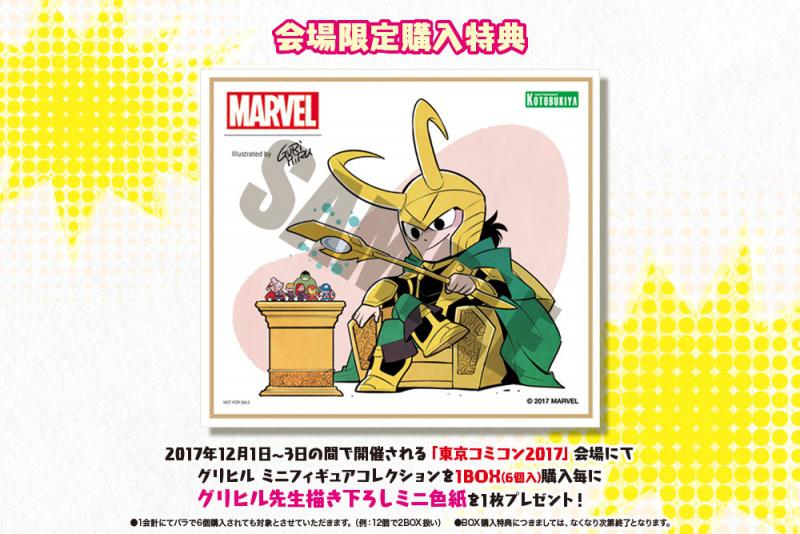 会場限定購入特典
MARVEL
KOTOBUKIYA
Illustrated by GURIHIRU
SAMPLE
NOT FOR SALE
© 2017 MARVEL
2017年12月1日~3日の間で開催される「東京コミコン2017」会場にて
グリヒル ミニフィギュアコレクションを1BOX(6個入)購入毎に
グリヒル先生描き下ろしミニ色紙を1枚プレゼント!
●1会計にてバラで6個購入されても対象とさせていただきます。(例:12個で2BOX扱い) ●BOX購入特典につきましては、なくなり次第終了となります。